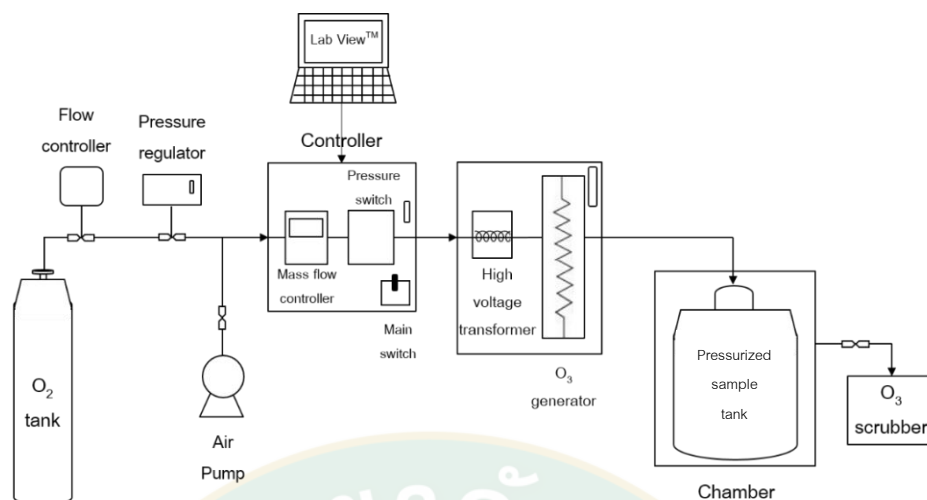 Lab View™
Flow
controller
Pressure
regulator
Controller
Pressure
switch
Mass flow
controller
Main
switch
High
voltage
transformer
O₃
generator
O₂
tank
Air
Pump
Pressurized
sample
tank
Chamber
O₃
scrubber